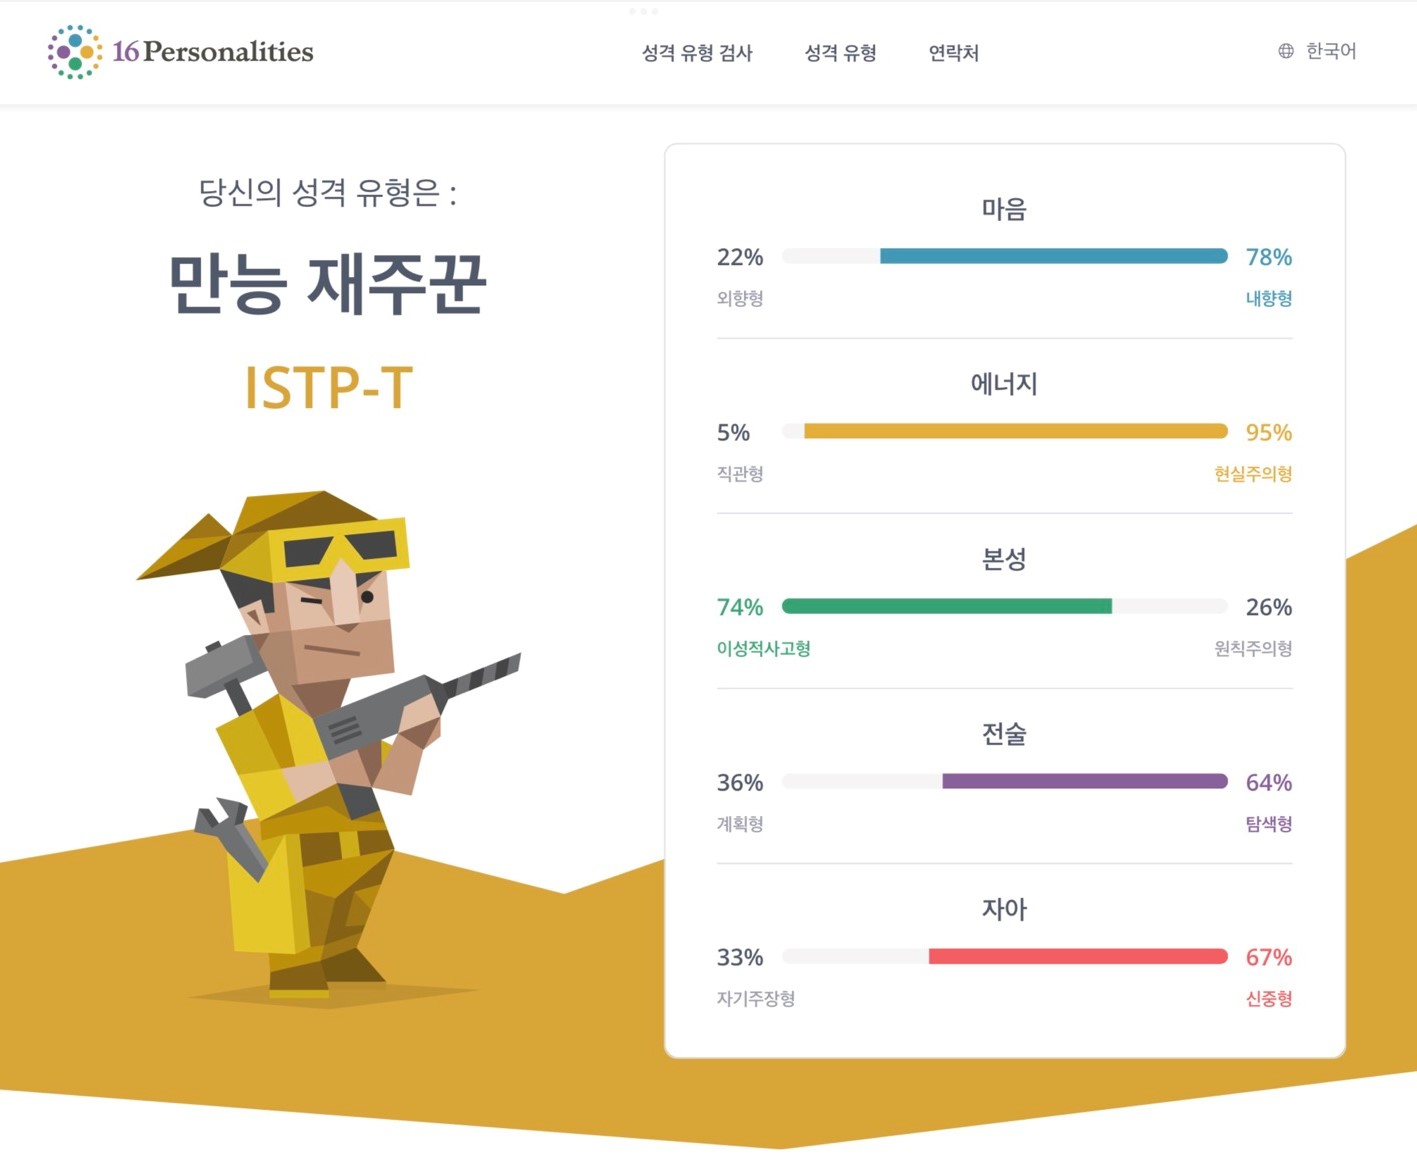 16Personalities
성격 유형 검사
성격 유형
연락처
한국어
당신의 성격 유형은 :
만능 재주꾼
ISTP-T
마음
22%
78%
외향형
내향형
에너지
5%
95%
직관형
현실주의형
본성
74%
26%
이성적사고형
원칙주의형
전술
36%
64%
계획형
탐색형
자아
33%
67%
자기주장형
신중형